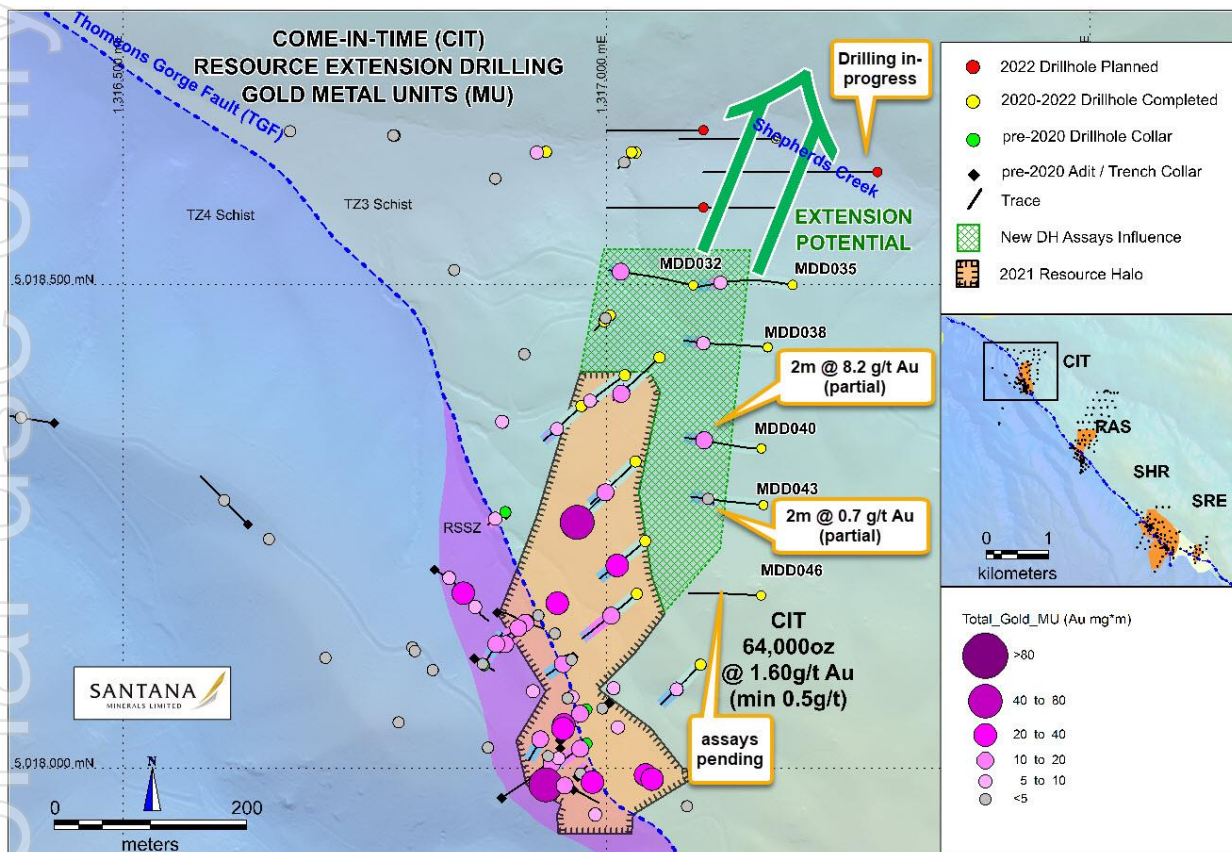 COME-IN-TIME (CIT)
RESOURCE EXTENSION DRILLING
GOLD METAL UNITS (MU)
Thomsons Gorge Fault (TGF)
1,316,500 mE
1,317,000 mE
Drilling in-
progress
Shepherds Creek
TZ4 Schist
TZ3 Schist
EXTENSION
POTENTIAL
5,018,500 mN
MDD032
MDD035
MDD038
2m @ 8.2 g/t Au
(partial)
MDD040
MDD043
2m @ 0.7 g/t Au
(partial)
RSSZ
MDD046
CIT
64,000oz
@ 1.60g/t Au
(min 0.5g/t)
assays
pending
5,018,000 mN
SANTANA
MINERALS LIMITED
N
0 200
meters
2022 Drillhole Planned
2020-2022 Drillhole Completed
pre-2020 Drillhole Collar
pre-2020 Adit / Trench Collar
Trace
New DH Assays Influence
2021 Resource Halo
CIT
RAS
SHR
SRE
0 1
kilometers
Total_Gold_MU (Au mg*m)
>80
40 to 80
20 to 40
10 to 20
5 to 10
<5